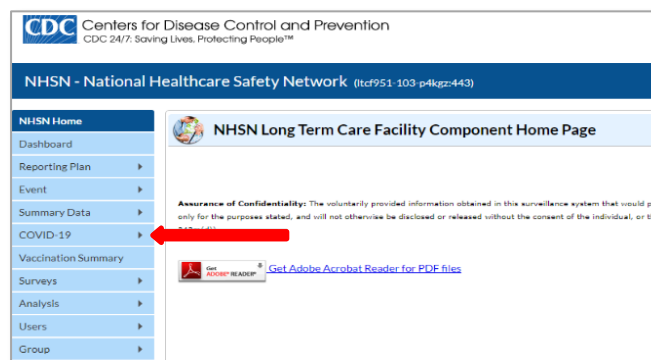 CDC Centers for Disease Control and Prevention
CDC 24/7: Saving Lives, Protecting People™
NHSN - National Healthcare Safety Network (ltcf951-103-p4kgz:443)
NHSN Home
Dashboard
Reporting Plan
Event
Summary Data
COVID-19
Vaccination Summary
Surveys
Analysis
Users
Group
NHSN Long Term Care Facility Component Home Page
Assurance of Confidentiality: The voluntarily provided information obtained in this surveillance system that would p
only for the purposes stated, and will not otherwise be disclosed or released without the consent of the individual, or t
Get ADOBE® READER®
Get Adobe Acrobat Reader for PDF files